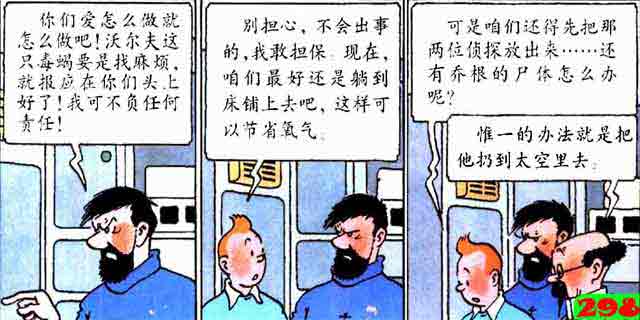 你们爱怎么做就
怎么做吧！沃尔夫这
只毒蝎要是找麻烦，
就报应在你们头上
好了！我可不负任何
责任！
别担心，不会出事
的，我敢担保。现在，
咱们最好还是躺到
床铺上去吧，这样可
以节省氧气。
可是咱们还得先把那
两位侦探放出来……还
有乔根的尸体怎么办
呢？
惟一的办法就是把
他扔到太空里去。
298